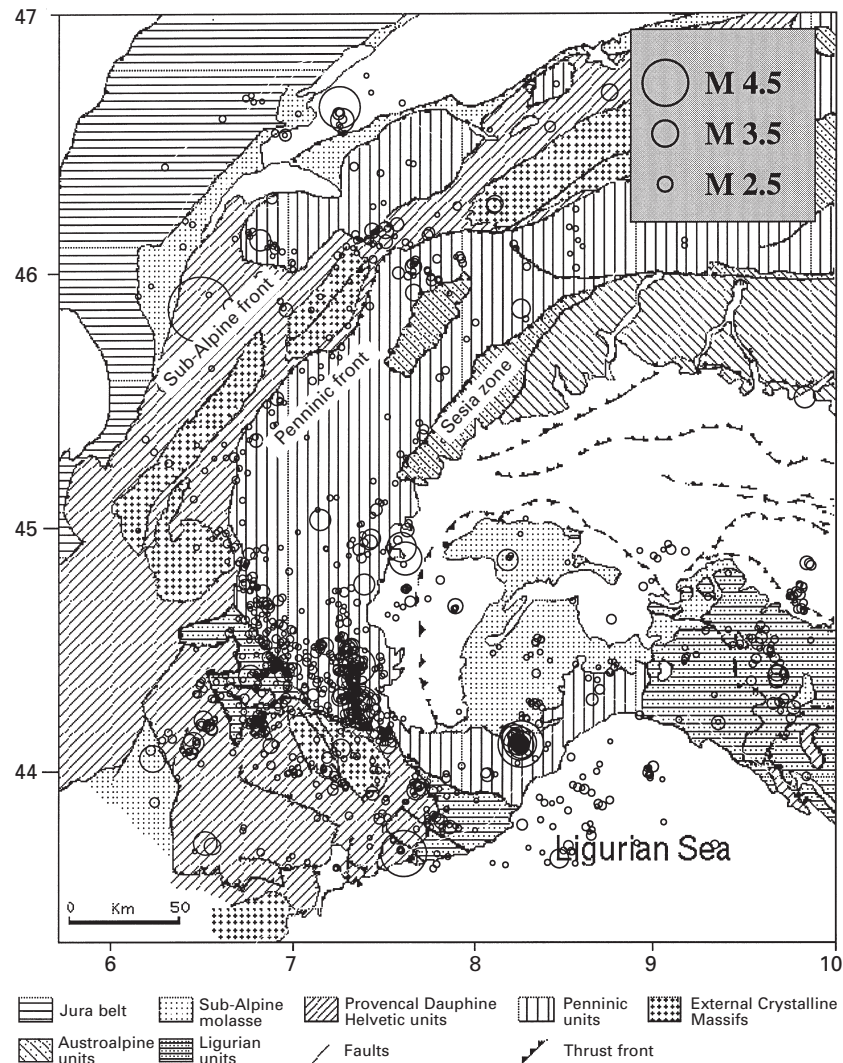 47
M 4.5
M 3.5
M 2.5
46
Sub-Alpine front
Penninic front
Sesia zone
45
44
Ligurian Sea
0 Km 50
6 7 8 9 10
Jura belt
Sub-Alpine
molasse
Provencal Dauphine
Helvetic units
Penninic
units
External Crystalline
Massifs
Austroalpine
units
Ligurian
units
Faults
Thrust front